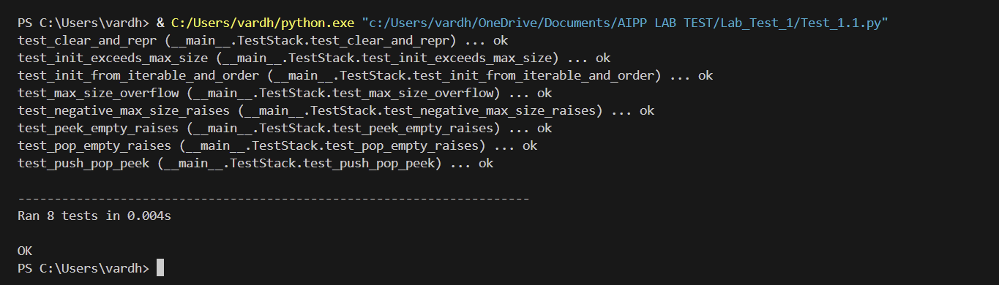 PS C:\Users\vardh> & C:/Users/vardh/python.exe "c:/Users/vardh/OneDrive/Documents/AIPP LAB TEST/Lab_Test_1/Test_1.1.py"
test_clear_and_repr (__main__.TestStack.test_clear_and_repr) ... ok
test_init_exceeds_max_size (__main__.TestStack.test_init_exceeds_max_size) ... ok
test_init_from_iterable_and_order (__main__.TestStack.test_init_from_iterable_and_order) ... ok
test_max_size_overflow (__main__.TestStack.test_max_size_overflow) ... ok
test_negative_max_size_raises (__main__.TestStack.test_negative_max_size_raises) ... ok
test_peek_empty_raises (__main__.TestStack.test_peek_empty_raises) ... ok
test_pop_empty_raises (__main__.TestStack.test_pop_empty_raises) ... ok
test_push_pop_peek (__main__.TestStack.test_push_pop_peek) ... ok
----------------------------------------------------------------------
Ran 8 tests in 0.004s
OK
PS C:\Users\vardh>